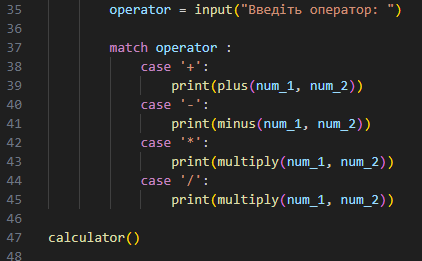 35 operator = input("Введіть оператор: ")
36
37 match operator :
38 case '+':
39 print(plus(num_1, num_2))
40 case '-':
41 print(minus(num_1, num_2))
42 case '*':
43 print(multiply(num_1, num_2))
44 case '/':
45 print(multiply(num_1, num_2))
46
47 calculator()
48